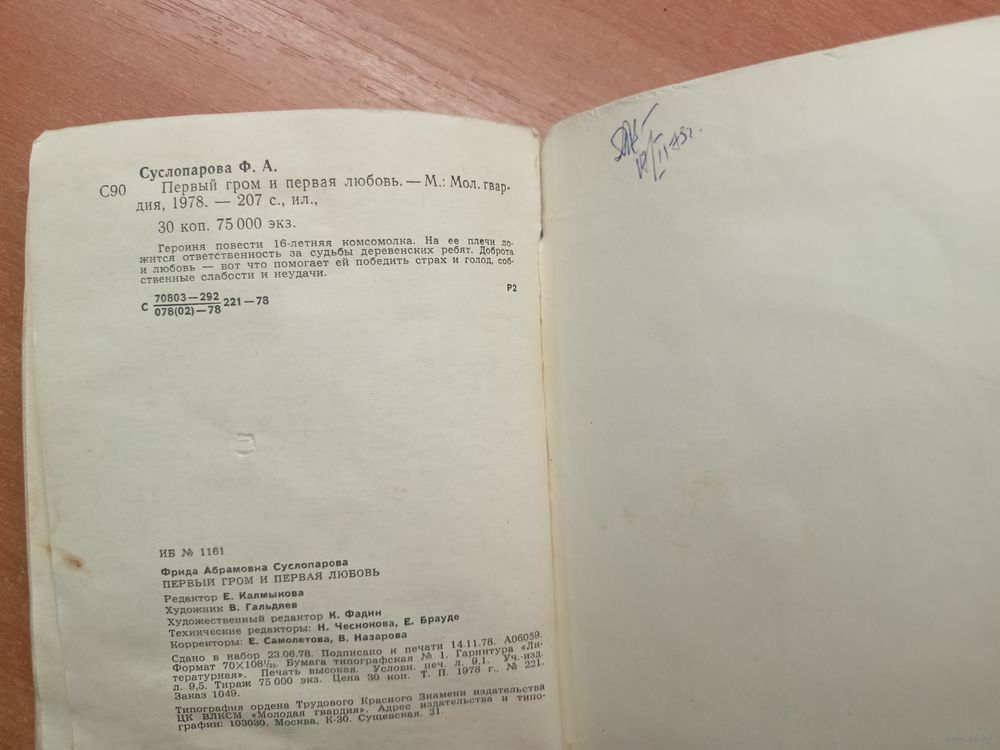 Суслопарова Ф. А.
С90 Первый гром и первая любовь. — М.: Мол. гвар-
дия, 1978. — 207 с., ил.,
30 коп. 75 000 экз.
Героиня повести 16-летняя комсомолка. На ее плечи ло-
жится ответственность за судьбы деревенских ребят. Доброта
и любовь — вот что помогает ей победить страх и голод, соб-
ственные слабости и неудачи.
Р2
С 70803—292
078(02)—78 221—78
ИБ № 1161
Фрида Абрамовна Суслопарова
ПЕРВЫЙ ГРОМ И ПЕРВАЯ ЛЮБОВЬ
Редактор Е. Калмыкова
Художник В. Гальдяев
Художественный редактор К. Фадин
Технические редакторы: Н. Чеснокова, Е. Брауде
Корректоры: Е. Самолетова, В. Назарова
Сдано в набор 23.06.78. Подписано к печати 14.11.78. А06059.
Формат 70Х108¹/₃₂. Бумага типографская № 1. Гарнитура «Ли-
тературная». Печать высокая. Условн. печ. л. 9,1. Уч.-изд.
л. 9,5. Тираж 75 000 экз. Цена 30 коп. Т. П. 1978 г., № 221.
Заказ 1049.
Типография ордена Трудового Красного Знамени издательства
ЦК ВЛКСМ «Молодая гвардия». Адрес издательства и типо-
графии: 103030, Москва, К-30, Сущевская, 21.